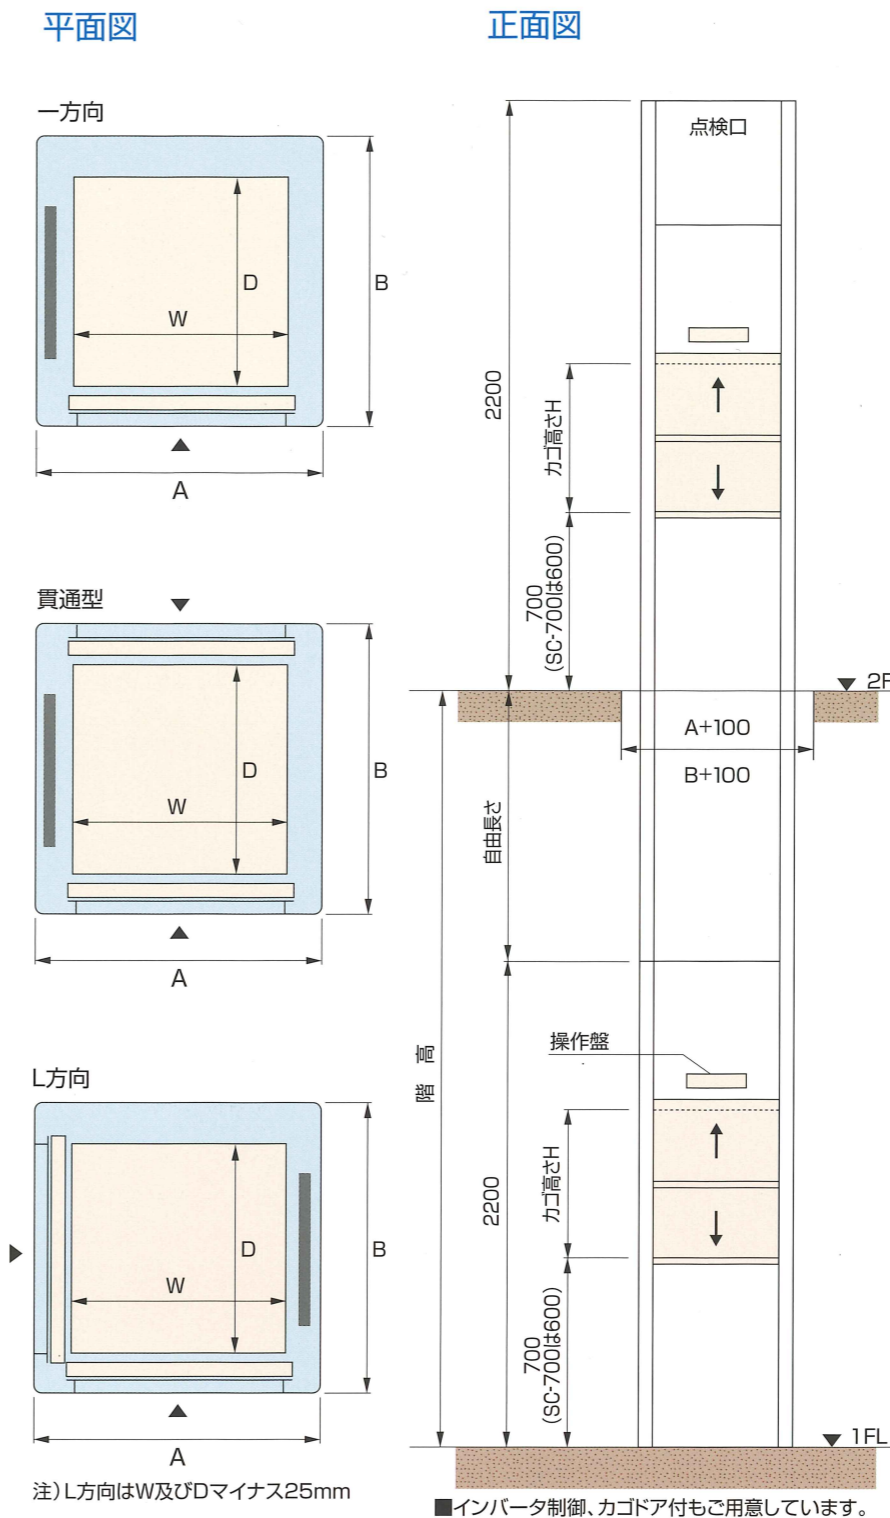 平面図
一方向
D
B
W
A
貫通型
D
B
W
A
L方向
D
B
W
A
注)L方向はW及びDマイナス25mm
正面図
点検口
2200
カゴ高さH
700
(SC-700は600)
2F
A+100
B+100
自由長さ
階 高
操作盤
2200
カゴ高さH
700
(SC-700は600)
1FL
■インバータ制御、カゴドア付もご用意しています。